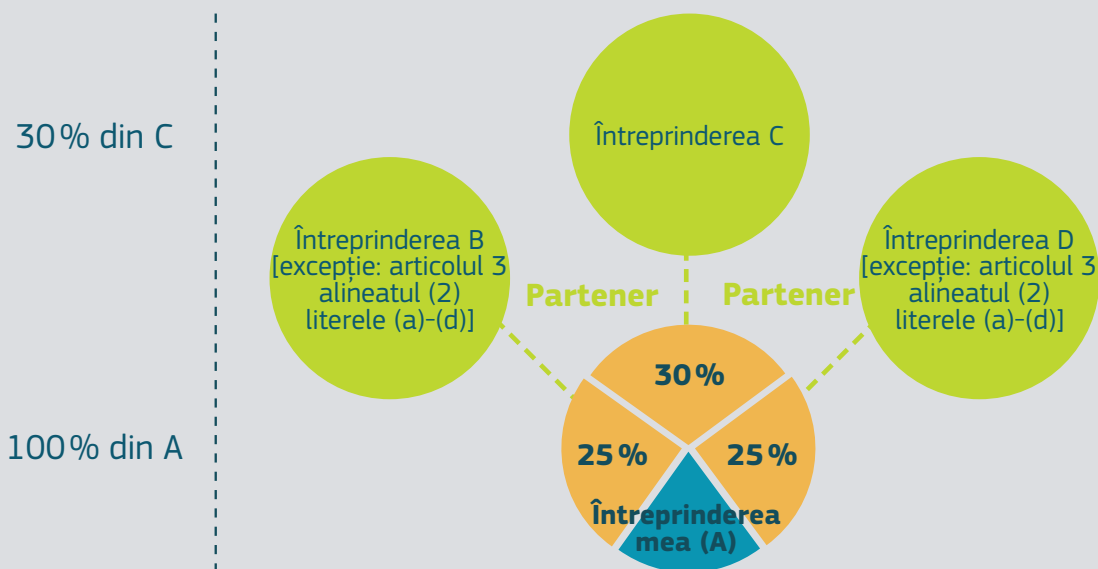 30 % din C
Întreprinderea C
Întreprinderea B
[excepție: articolul 3
alineatul (2)
literele (a)-(d)]
Întreprinderea D
[excepție: articolul 3
alineatul (2)
literele (a)-(d)]
Partener
Partener
30 %
100 % din A
25 %
25 %
Întreprinderea
mea (A)